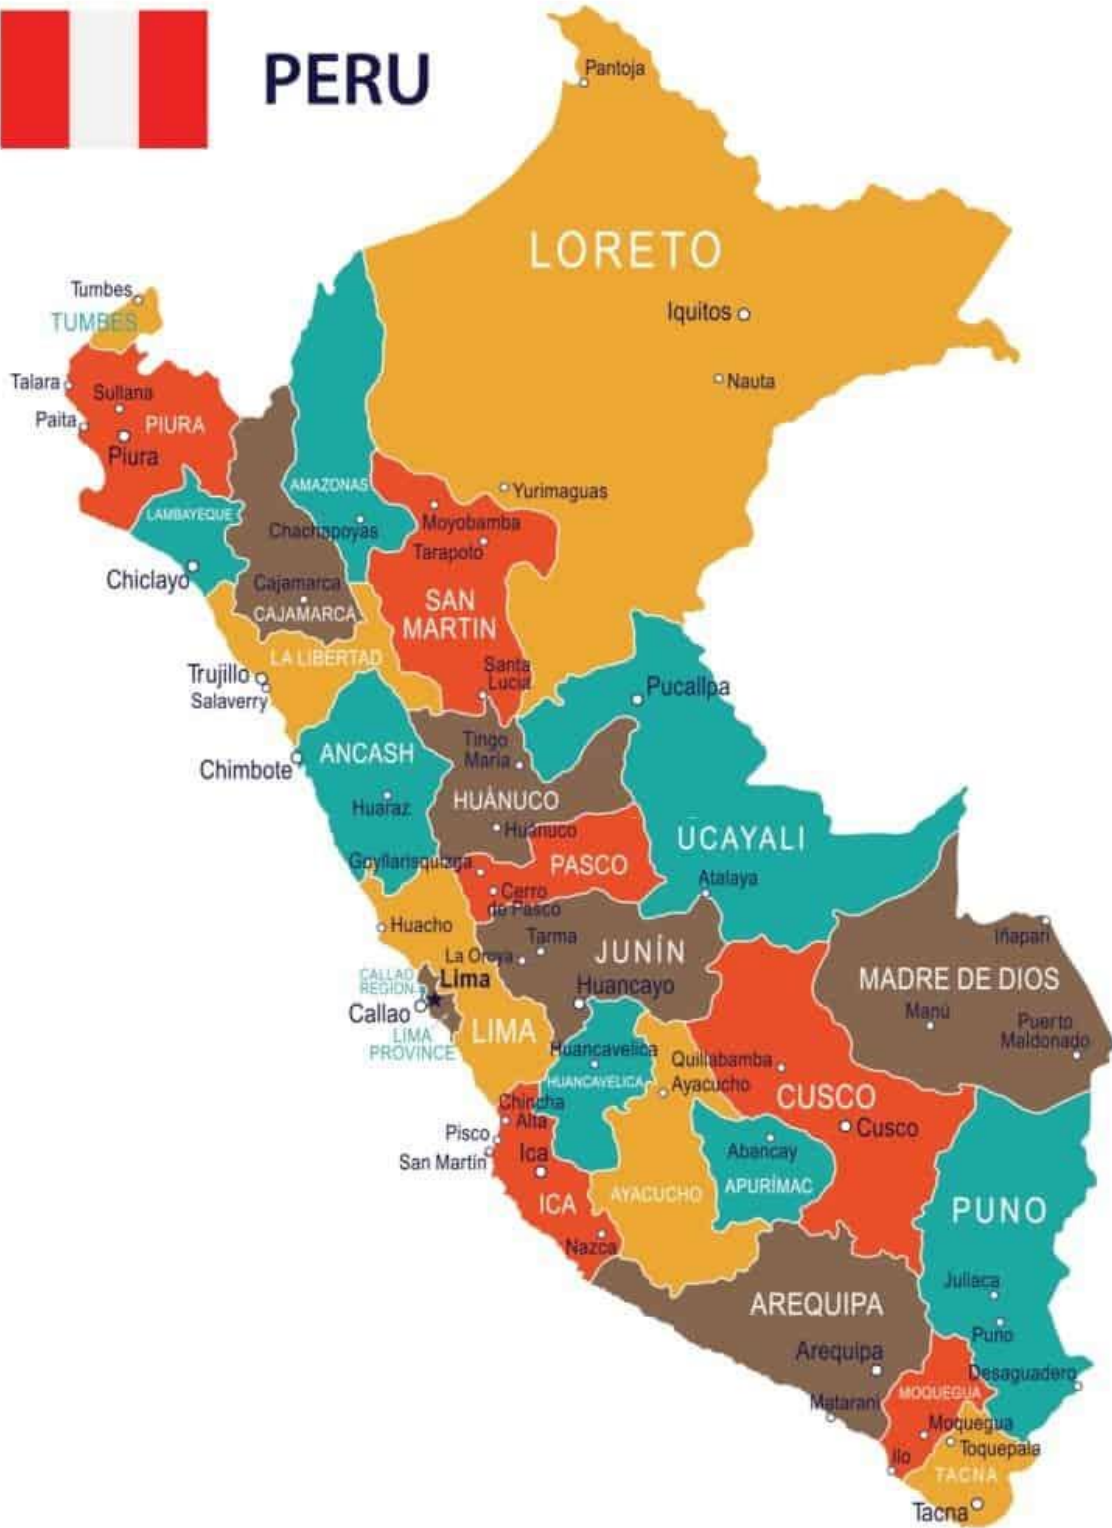 PERU
Pantoja
LORETO
Iquitos
Nauta
Tumbes
TUMBES
Talara
Sullana
Paita
PIURA
Piura
AMAZONAS
Yurimaguas
LAMBAYEQUE
Chachapoyas
Moyobamba
Tarapoto
Chiclayo
Cajamarca
CAJAMARCA
SAN
MARTIN
LA LIBERTAD
Trujillo
Salaverry
Santa
Lucia
Pucallpa
Chimbote
ANCASH
Tingo
Maria
Huaraz
HUÁNUCO
Huánuco
UCAYALI
Goyllarisquizga
PASCO
Cerro
de Pasco
Atalaya
Huacho
Tarma
La Oroya
JUNÍN
Iñapari
CALLAO
REGION
Lima
Huancayo
MADRE DE DIOS
Callao
Manú
Puerto
Maldonado
LIMA
PROVINCE
LIMA
Huancavelica
HUANCAVELICA
Quillabamba
Ayacucho
CUSCO
Cusco
Chincha
Alta
Pisco
San Martín
Ica
Abancay
APURÍMAC
ICA
AYACUCHO
PUNO
Nazca
Juliaca
AREQUIPA
Puno
Arequipa
Desaguadero
Matarani
MOQUEGUA
Moquegua
Toquepala
Ilo
TACNA
Tacna